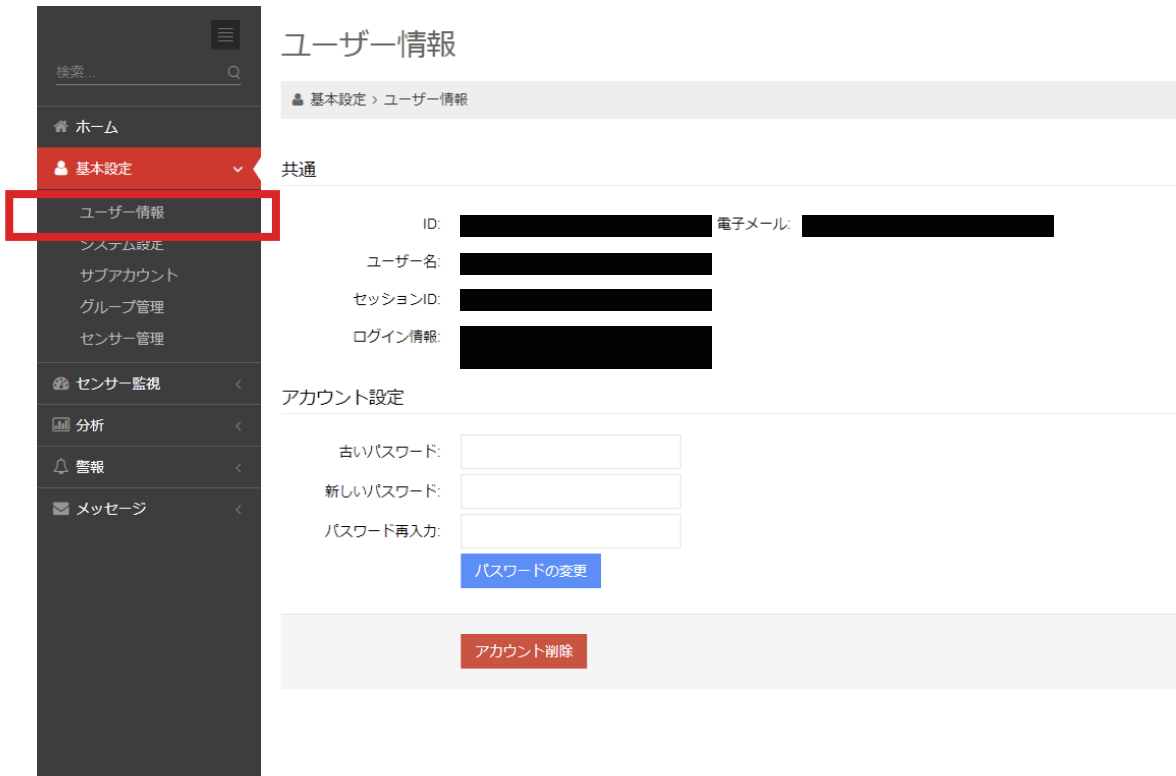 検索...
ホーム
基本設定
ユーザー情報
システム設定
サブアカウント
グループ管理
センサー管理
センサー監視
分析
警報
メッセージ
ユーザー情報
基本設定 › ユーザー情報
共通
ID: 電子メール:
ユーザー名:
セッションID:
ログイン情報:
アカウント設定
古いパスワード:
新しいパスワード:
パスワード再入力:
パスワードの変更
アカウント削除